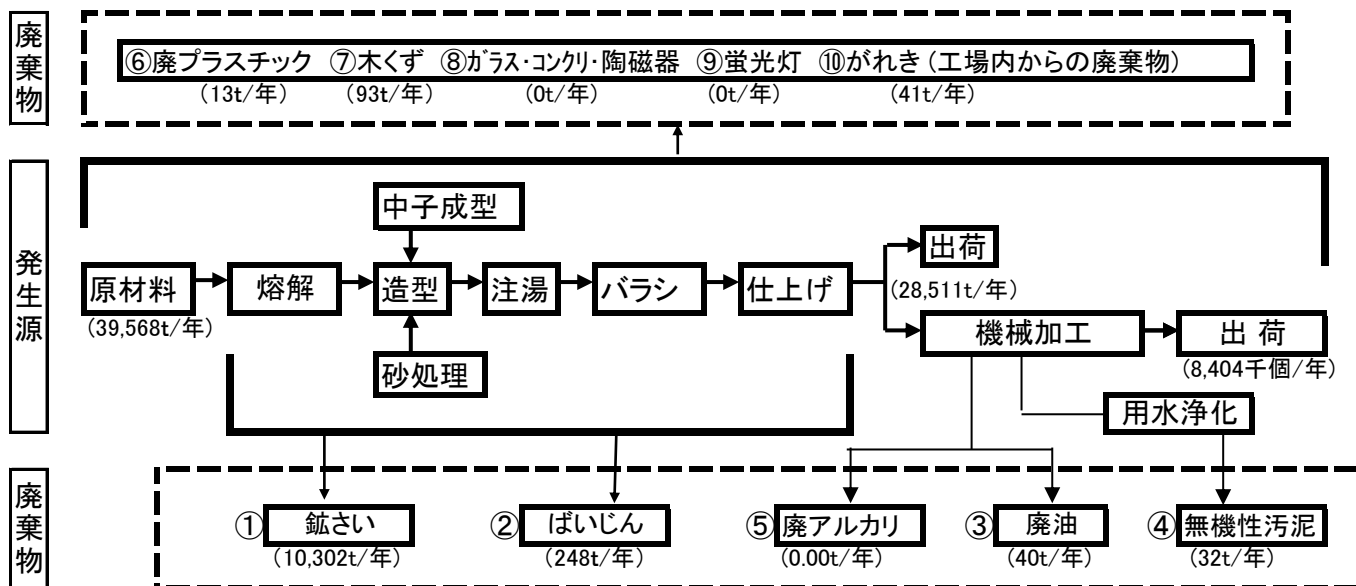 廃棄物
⑥廃プラスチック ⑦木くず ⑧ｶﾞﾗｽ・ｺﾝｸﾘ・陶磁器 ⑨蛍光灯 ⑩がれき（工場内からの廃棄物）
（13t/年） （93t/年） （0t/年） （0t/年） （41t/年）
発生源
中子成型
出荷
原材料 熔解 造型 注湯 バラシ 仕上げ
（28,511t/年）
（39,568t/年）
機械加工 出 荷
砂処理
（8,404千個/年）
用水浄化
廃棄物
① 鉱さい ② ばいじん ⑤ 廃アルカリ ③ 廃油 ④ 無機性汚泥
（10,302t/年） （248t/年） （0.00t/年） （40t/年） （32t/年）